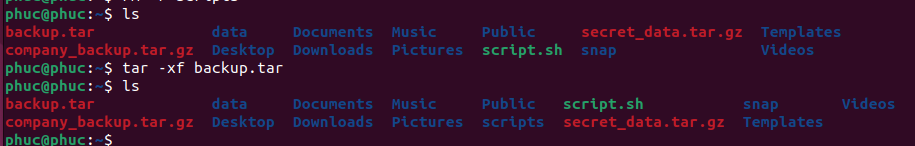 phuc@phuc:~$ ls
backup.tar data Documents Music Public secret_data.tar.gz Templates
company_backup.tar.gz Desktop Downloads Pictures script.sh snap Videos
phuc@phuc:~$ tar -xf backup.tar
phuc@phuc:~$ ls
backup.tar data Documents Music Public script.sh snap Videos
company_backup.tar.gz Desktop Downloads Pictures scripts secret_data.tar.gz Templates
phuc@phuc:~$